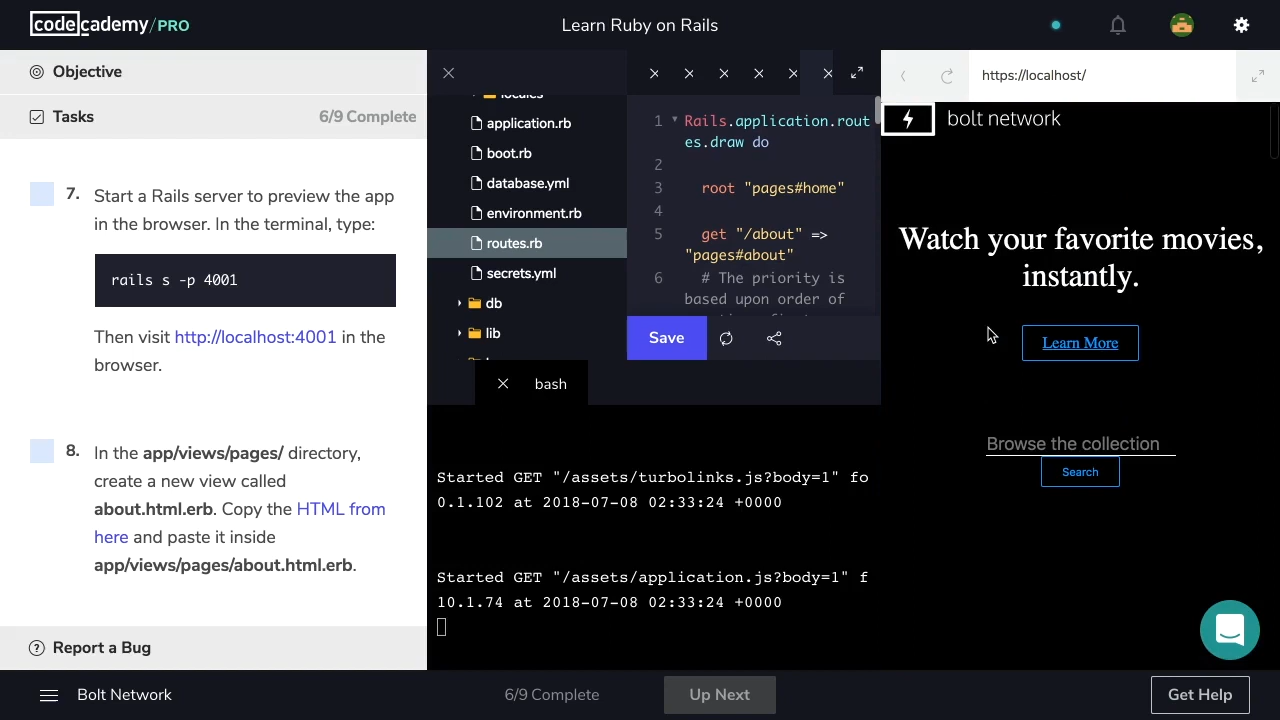 codecademy/PRO
Learn Ruby on Rails
Objective
Tasks
6/9 Complete
7. Start a Rails server to preview the app
in the browser. In the terminal, type:
rails s -p 4001
Then visit http://localhost:4001 in the
browser.
8. In the app/views/pages/ directory,
create a new view called
about.html.erb. Copy the HTML from
here and paste it inside
app/views/pages/about.html.erb.
Report a Bug
locales
application.rb
boot.rb
database.yml
environment.rb
routes.rb
secrets.yml
db
lib
1 Rails.application.rout
es.draw do
2
3 root "pages#home"
4
5 get "/about" =>
"pages#about"
6 # The priority is
based upon order of
Save
bash
Started GET "/assets/turbolinks.js?body=1" fo
0.1.102 at 2018-07-08 02:33:24 +0000
Started GET "/assets/application.js?body=1" f
10.1.74 at 2018-07-08 02:33:24 +0000
https://localhost/
bolt network
Watch your favorite movies,
instantly.
Learn More
Browse the collection
Search
Bolt Network
6/9 Complete
Up Next
Get Help